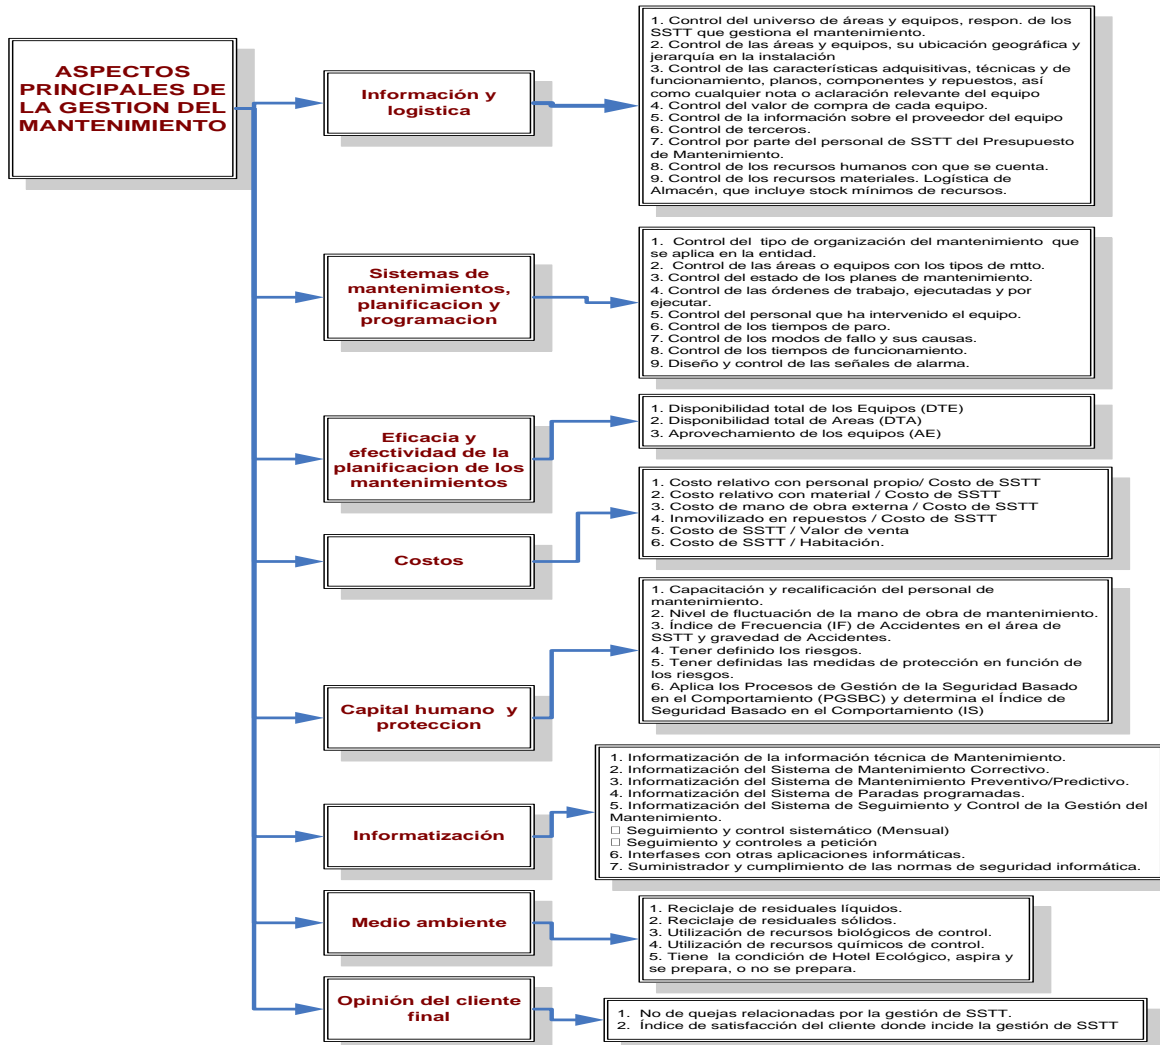 ASPECTOS
PRINCIPALES DE
LA GESTION DEL
MANTENIMIENTO
Información y
logistica
1. Control del universo de áreas y equipos, respon. de los
SSTT que gestiona el mantenimiento.
2. Control de las áreas y equipos, su ubicación geográfica y
jerarquía en la instalación
3. Control de las características adquisitivas, técnicas y de
funcionamiento, planos, componentes y repuestos, así
como cualquier nota o aclaración relevante del equipo
4. Control del valor de compra de cada equipo.
5. Control de la información sobre el proveedor del equipo
6. Control de terceros.
7. Control por parte del personal de SSTT del Presupuesto
de Mantenimiento.
8. Control de los recursos humanos con que se cuenta.
9. Control de los recursos materiales. Logística de
Almacén, que incluye stock mínimos de recursos.
Sistemas de
mantenimientos,
planificacion y
programacion
1. Control del tipo de organización del mantenimiento que
se aplica en la entidad.
2. Control de las áreas o equipos con los tipos de mtto.
3. Control del estado de los planes de mantenimiento.
4. Control de las órdenes de trabajo, ejecutadas y por
ejecutar.
5. Control del personal que ha intervenido el equipo.
6. Control de los tiempos de paro.
7. Control de los modos de fallo y sus causas.
8. Control de los tiempos de funcionamiento.
9. Diseño y control de las señales de alarma.
Eficacia y
efectividad de la
planificacion de los
mantenimientos
1. Disponibilidad total de los Equipos (DTE)
2. Disponibilidad total de Areas (DTA)
3. Aprovechamiento de los equipos (AE)
Costos
1. Costo relativo con personal propio/ Costo de SSTT
2. Costo relativo con material / Costo de SSTT
3. Costo de mano de obra externa / Costo de SSTT
4. Inmovilizado en repuestos / Costo de SSTT
5. Costo de SSTT / Valor de venta
6. Costo de SSTT / Habitación.
Capital humano y
proteccion
1. Capacitación y recalificación del personal de
mantenimiento.
2. Nivel de fluctuación de la mano de obra de mantenimiento.
3. Índice de Frecuencia (IF) de Accidentes en el área de
SSTT y gravedad de Accidentes.
4. Tener definido los riesgos.
5. Tener definidas las medidas de protección en función de
los riesgos.
6. Aplica los Procesos de Gestión de la Seguridad Basado
en el Comportamiento (PGSBC) y determina el Índice de
Seguridad Basado en el Comportamiento (IS)
Informatización
1. Informatización de la información técnica de Mantenimiento.
2. Informatización del Sistema de Mantenimiento Correctivo.
3. Informatización del Sistema de Mantenimiento Preventivo/Predictivo.
4. Informatización del Sistema de Paradas programadas.
5. Informatización del Sistema de Seguimiento y Control de la Gestión del
Mantenimiento.
□ Seguimiento y control sistemático (Mensual)
□ Seguimiento y controles a petición
6. Interfases con otras aplicaciones informáticas.
7. Suministrador y cumplimiento de las normas de seguridad informática.
Medio ambiente
1. Reciclaje de residuales líquidos.
2. Reciclaje de residuales sólidos.
3. Utilización de recursos biológicos de control.
4. Utilización de recursos químicos de control.
5. Tiene la condición de Hotel Ecológico, aspira y
se prepara, o no se prepara.
Opinión del cliente
final
1. No de quejas relacionadas por la gestión de SSTT.
2. Índice de satisfacción del cliente donde incide la gestión de SSTT